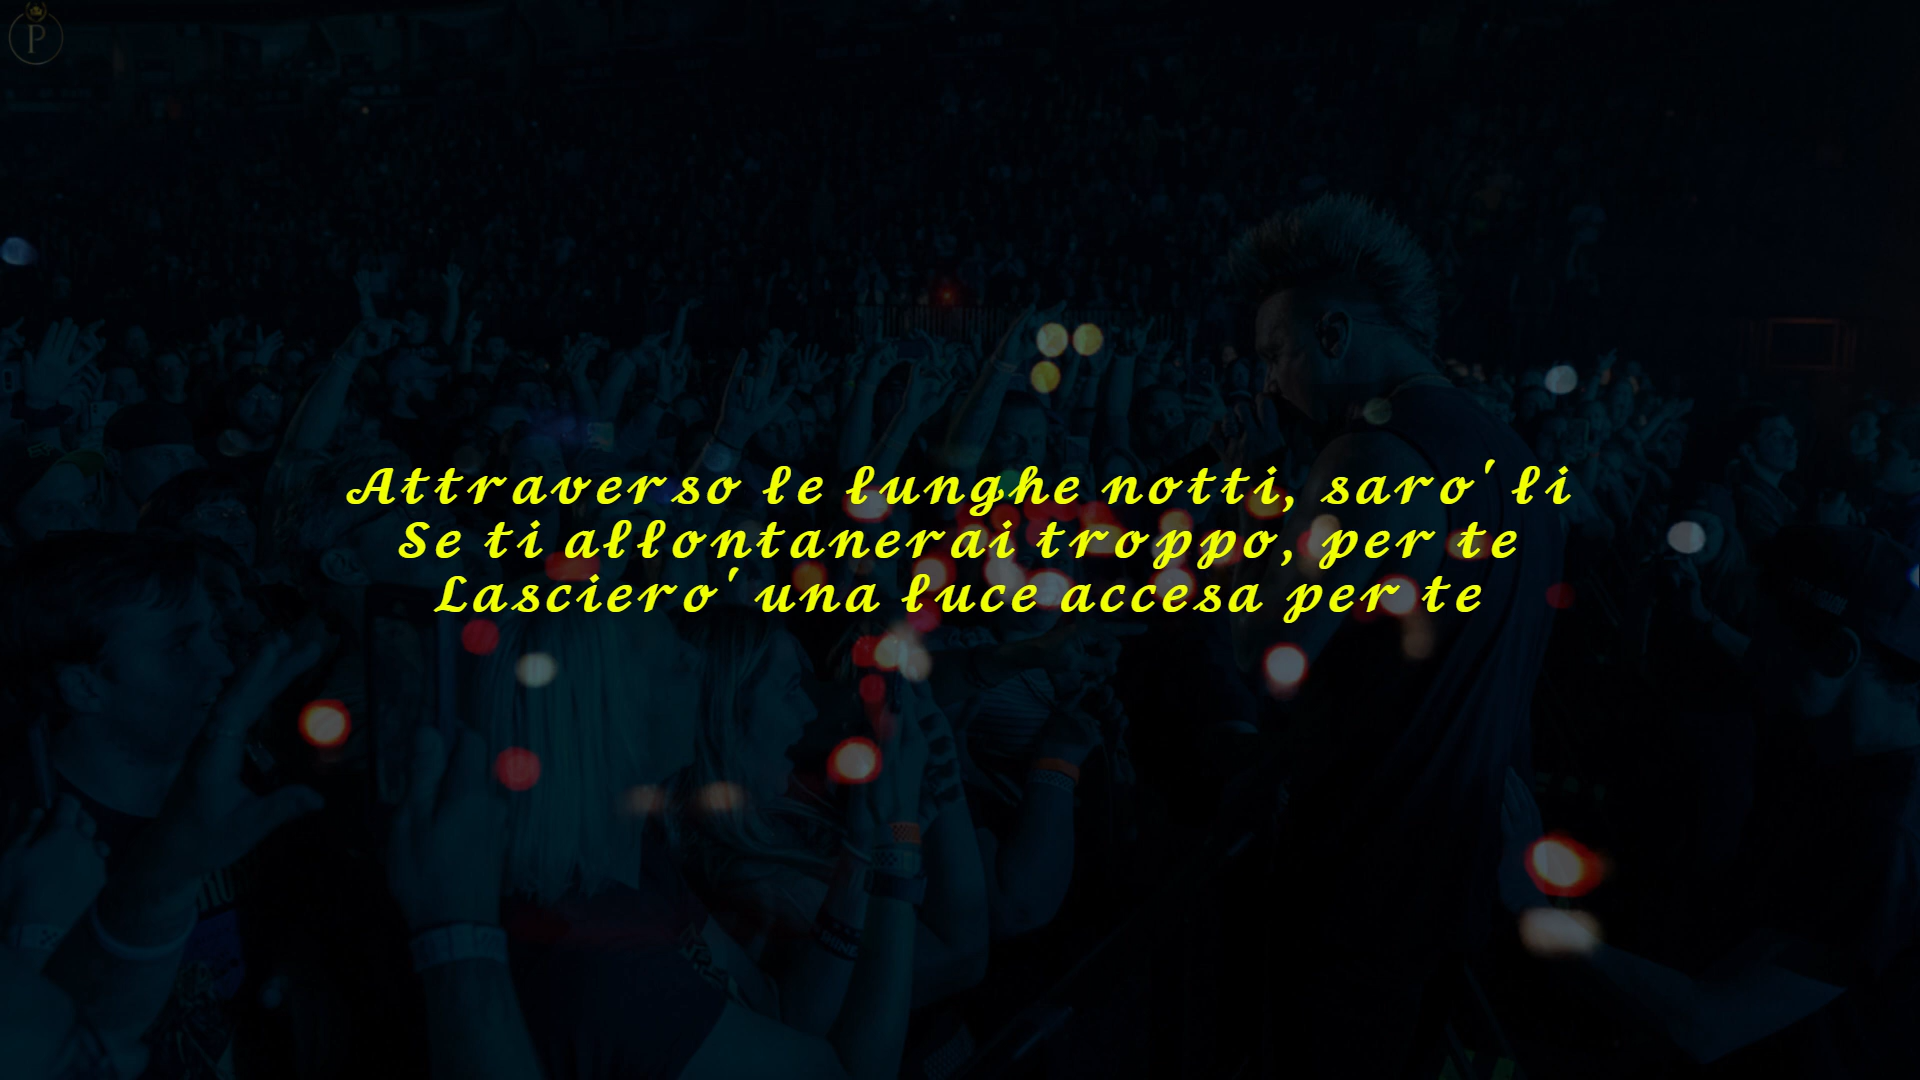 P
Attraverso le lunghe notti, saro' li
Se ti allontanerai troppo, per te
Lasciero' una luce accesa per te